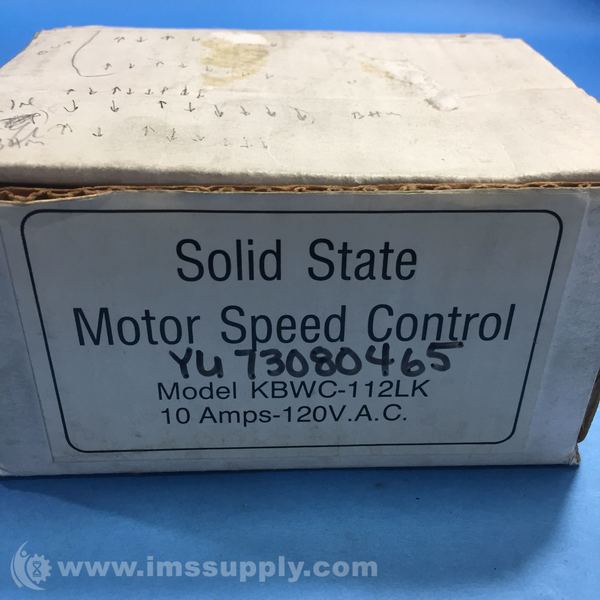 Solid State
Motor Speed Control
YU73080465
Model KBWC-112LK
10 Amps-120V.A.C.
www.imssupply.com